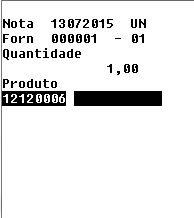 Nota 13072015 UN
Forn 000001 - 01
Quantidade
1,00
Produto
12120006